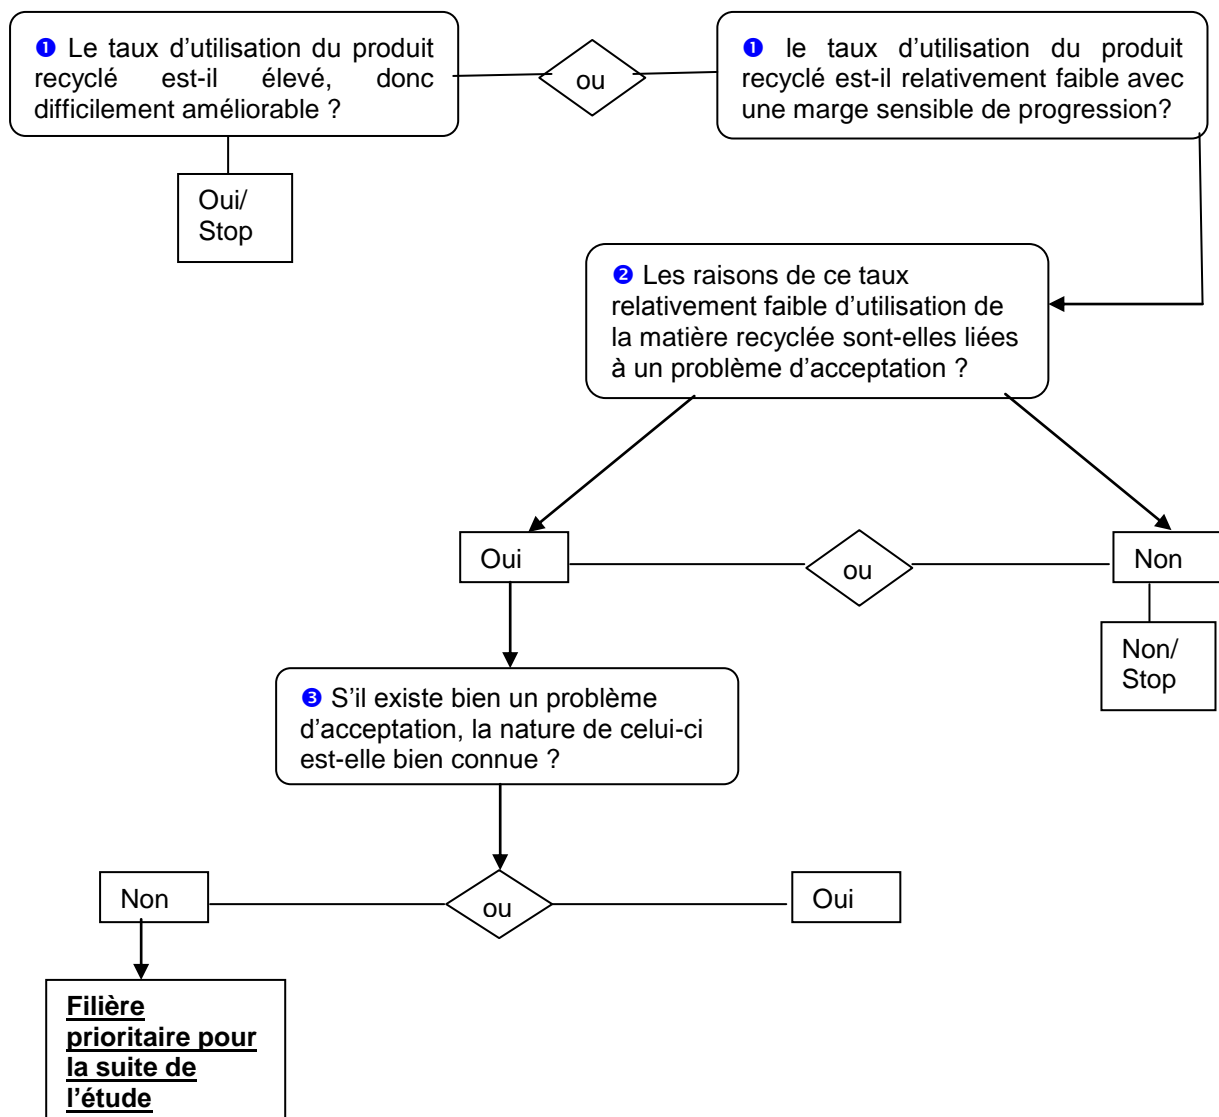 ❶ Le taux d’utilisation du produit
recyclé est-il élevé, donc
difficilement améliorable ?
ou
❶ le taux d’utilisation du produit
recyclé est-il relativement faible avec
une marge sensible de progression?
Oui/
Stop
❷ Les raisons de ce taux
relativement faible d’utilisation de
la matière recyclée sont-elles liées
à un problème d’acceptation ?
Oui
ou
Non
Non/
Stop
❸ S’il existe bien un problème
d’acceptation, la nature de celui-ci
est-elle bien connue ?
Non
ou
Oui
Filière
prioritaire pour
la suite de
l’étude